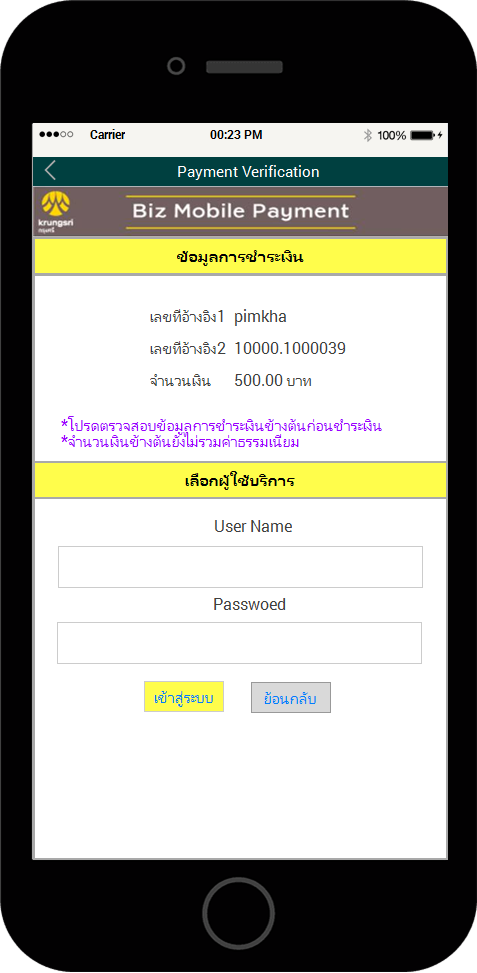 Carrier 00:23 PM 100%
Payment Verification
krungsri
กรุงศรี
Biz Mobile Payment
ข้อมูลการชำระเงิน
เลขที่อ้างอิง1 pimkha
เลขที่อ้างอิง2 10000.1000039
จำนวนเงิน 500.00 บาท
*โปรดตรวจสอบข้อมูลการชำระเงินข้างต้นก่อนชำระเงิน
*จำนวนเงินข้างต้นยังไม่รวมค่าธรรมเนียม
เลือกผู้ใช้บริการ
User Name
Passwoed
เข้าสู่ระบบ ย้อนกลับ